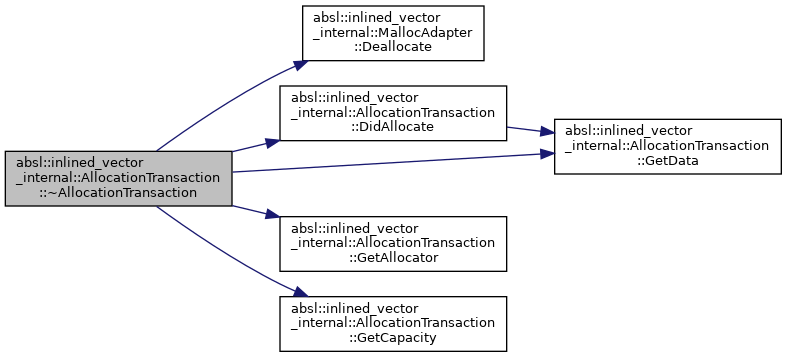 absl::inlined_vector
_internal::MallocAdapter
::Deallocate
absl::inlined_vector
_internal::AllocationTransaction
::DidAllocate
absl::inlined_vector
_internal::AllocationTransaction
::GetData
absl::inlined_vector
_internal::AllocationTransaction
::~AllocationTransaction
absl::inlined_vector
_internal::AllocationTransaction
::GetAllocator
absl::inlined_vector
_internal::AllocationTransaction
::GetCapacity